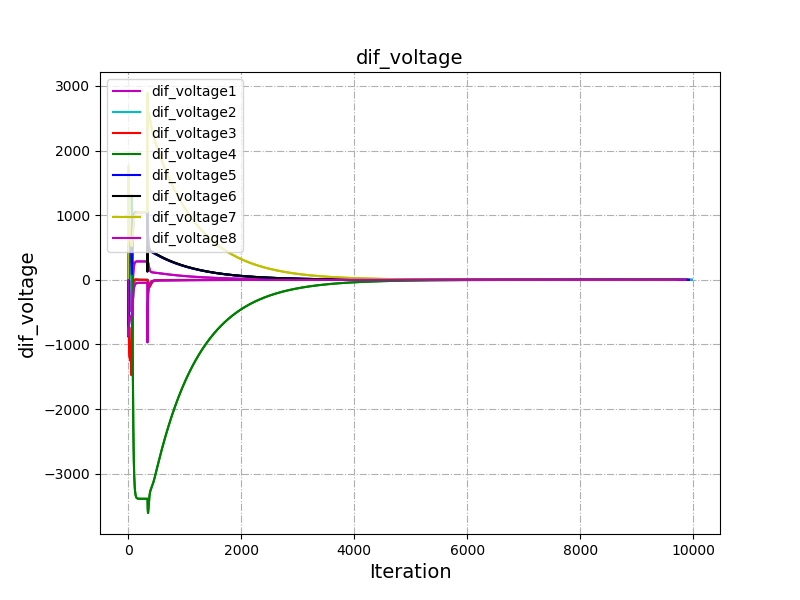 dif_voltage
dif_voltage
3000
2000
1000
0
−1000
−2000
−3000
dif_voltage1
dif_voltage2
dif_voltage3
dif_voltage4
dif_voltage5
dif_voltage6
dif_voltage7
dif_voltage8
0 2000 4000 6000 8000 10000
Iteration